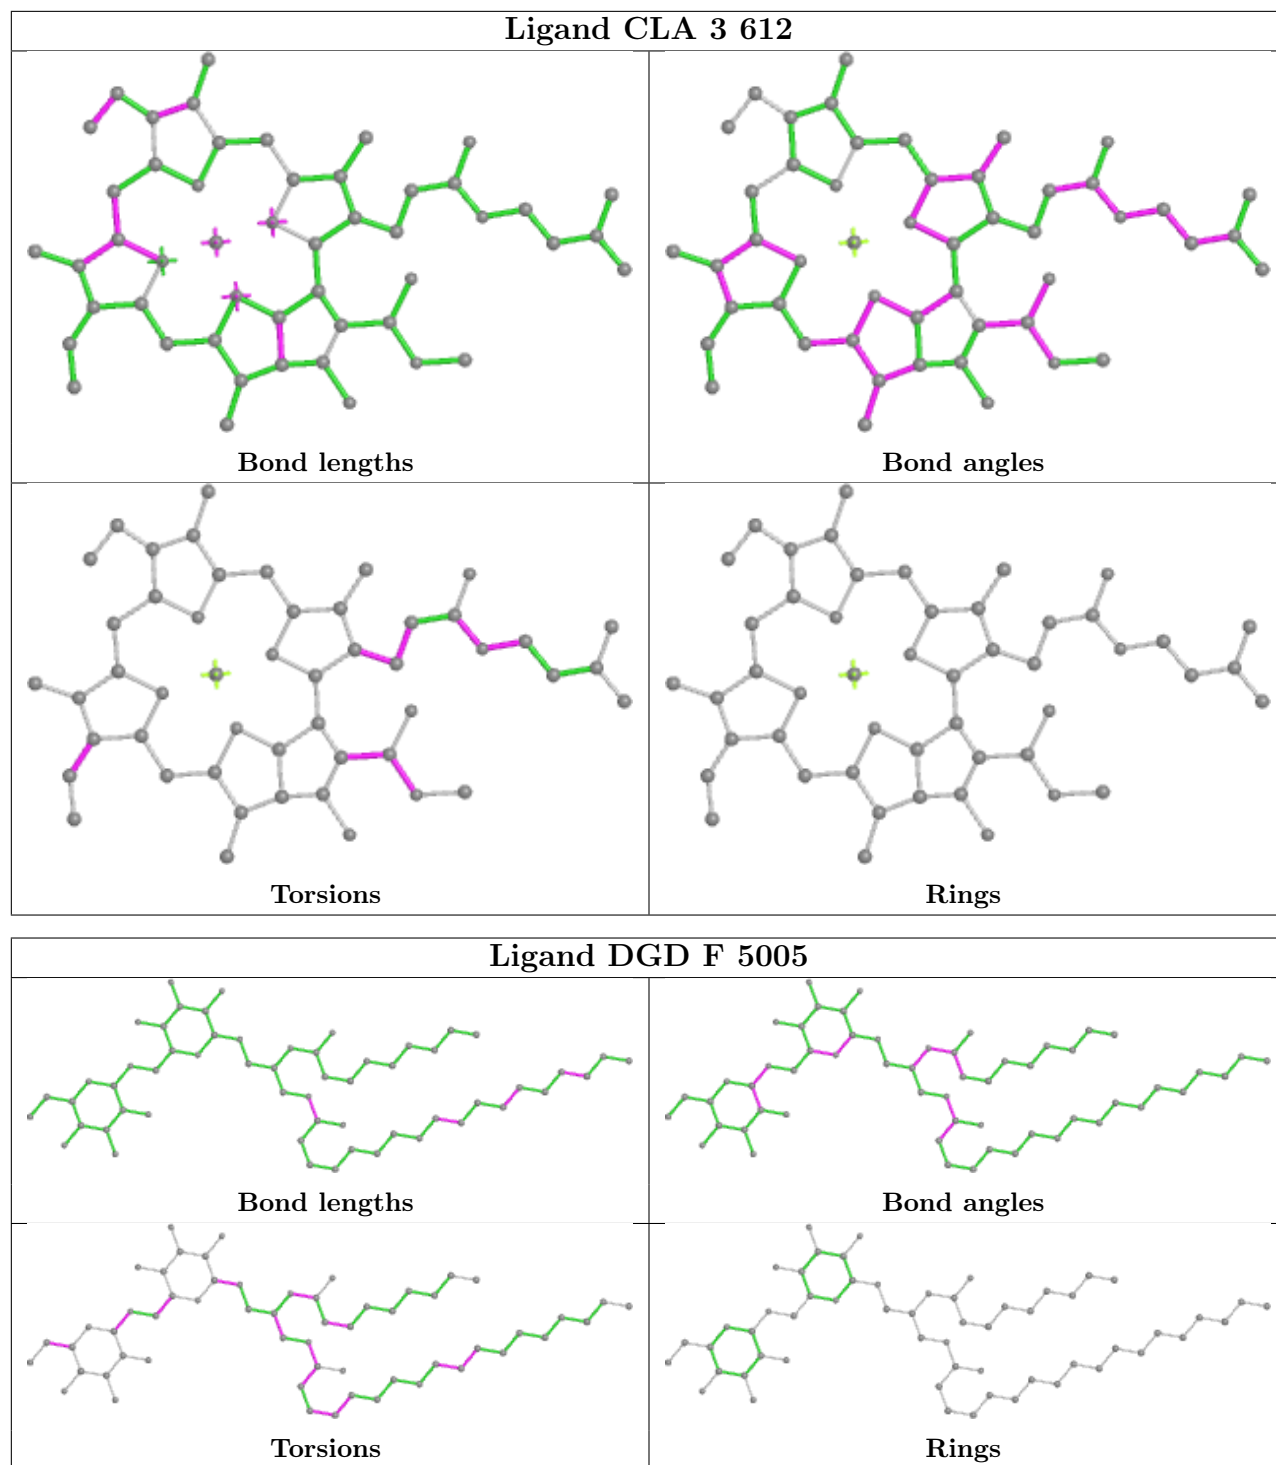 Ligand CLA 3 612
Bond lengths
Bond angles
Torsions
Rings
Ligand DGD F 5005
Bond lengths
Bond angles
Torsions
Rings